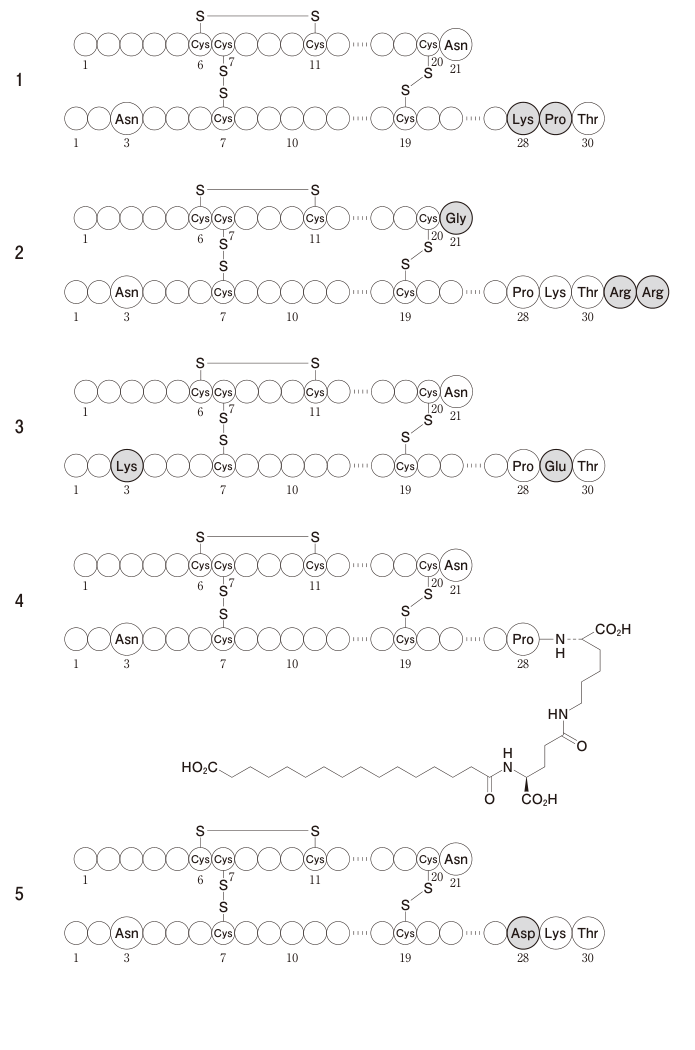 1
S S
Cys Cys Cys Cys Asn
1 6 7 11 20 21
S S
S S
Asn Cys Cys Lys Pro Thr
1 3 7 10 19 28 30
2
S S
Cys Cys Cys Cys Gly
1 6 7 11 20 21
S S
S S
Asn Cys Cys Pro Lys Thr Arg Arg
1 3 7 10 19 28 30
3
S S
Cys Cys Cys Cys Asn
1 6 7 11 20 21
S S
S S
Lys Cys Cys Pro Glu Thr
1 3 7 10 19 28 30
4
S S
Cys Cys Cys Cys Asn
1 6 7 11 20 21
S S
S S
Asn Cys Cys Pro N H CO₂H
1 3 7 10 19 28
HN
O
HO₂C H N
O CO₂H
5
S S
Cys Cys Cys Cys Asn
1 6 7 11 20 21
S S
S S
Asn Cys Cys Asp Lys Thr
1 3 7 10 19 28 30